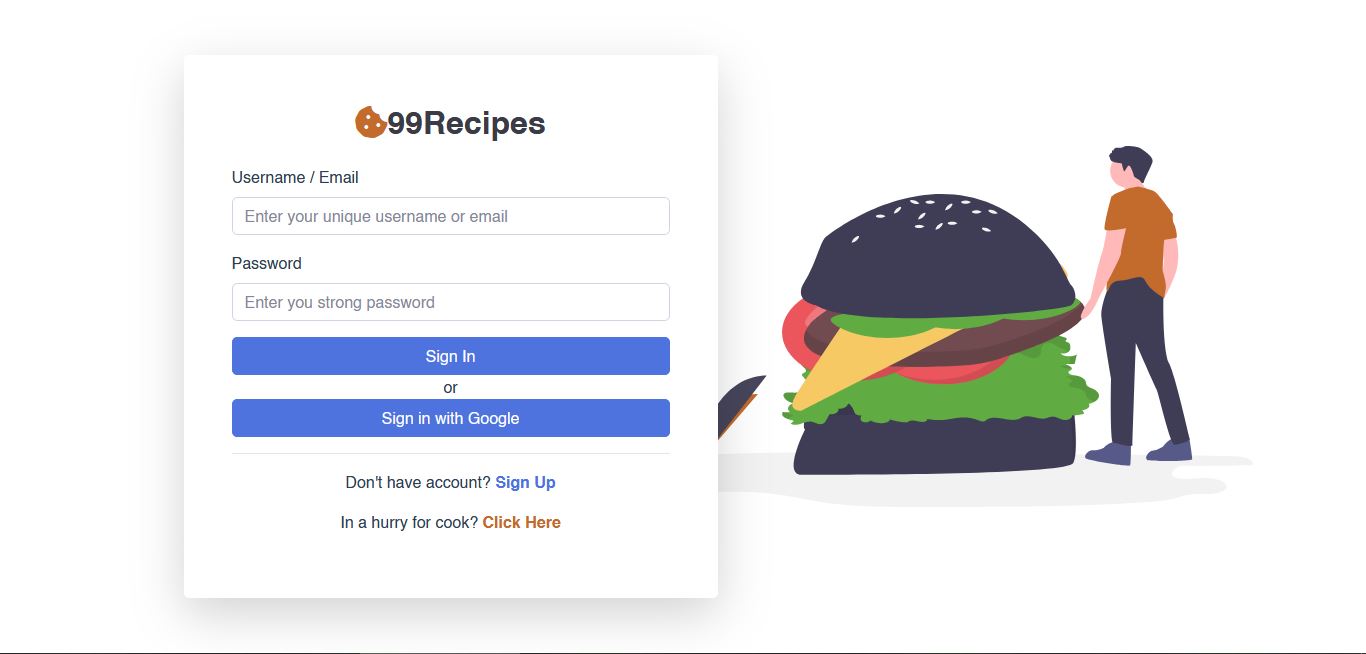 99Recipes
Username / Email
Enter your unique username or email
Password
Enter you strong password
Sign In
or
Sign in with Google
Don't have account? Sign Up
In a hurry for cook? Click Here